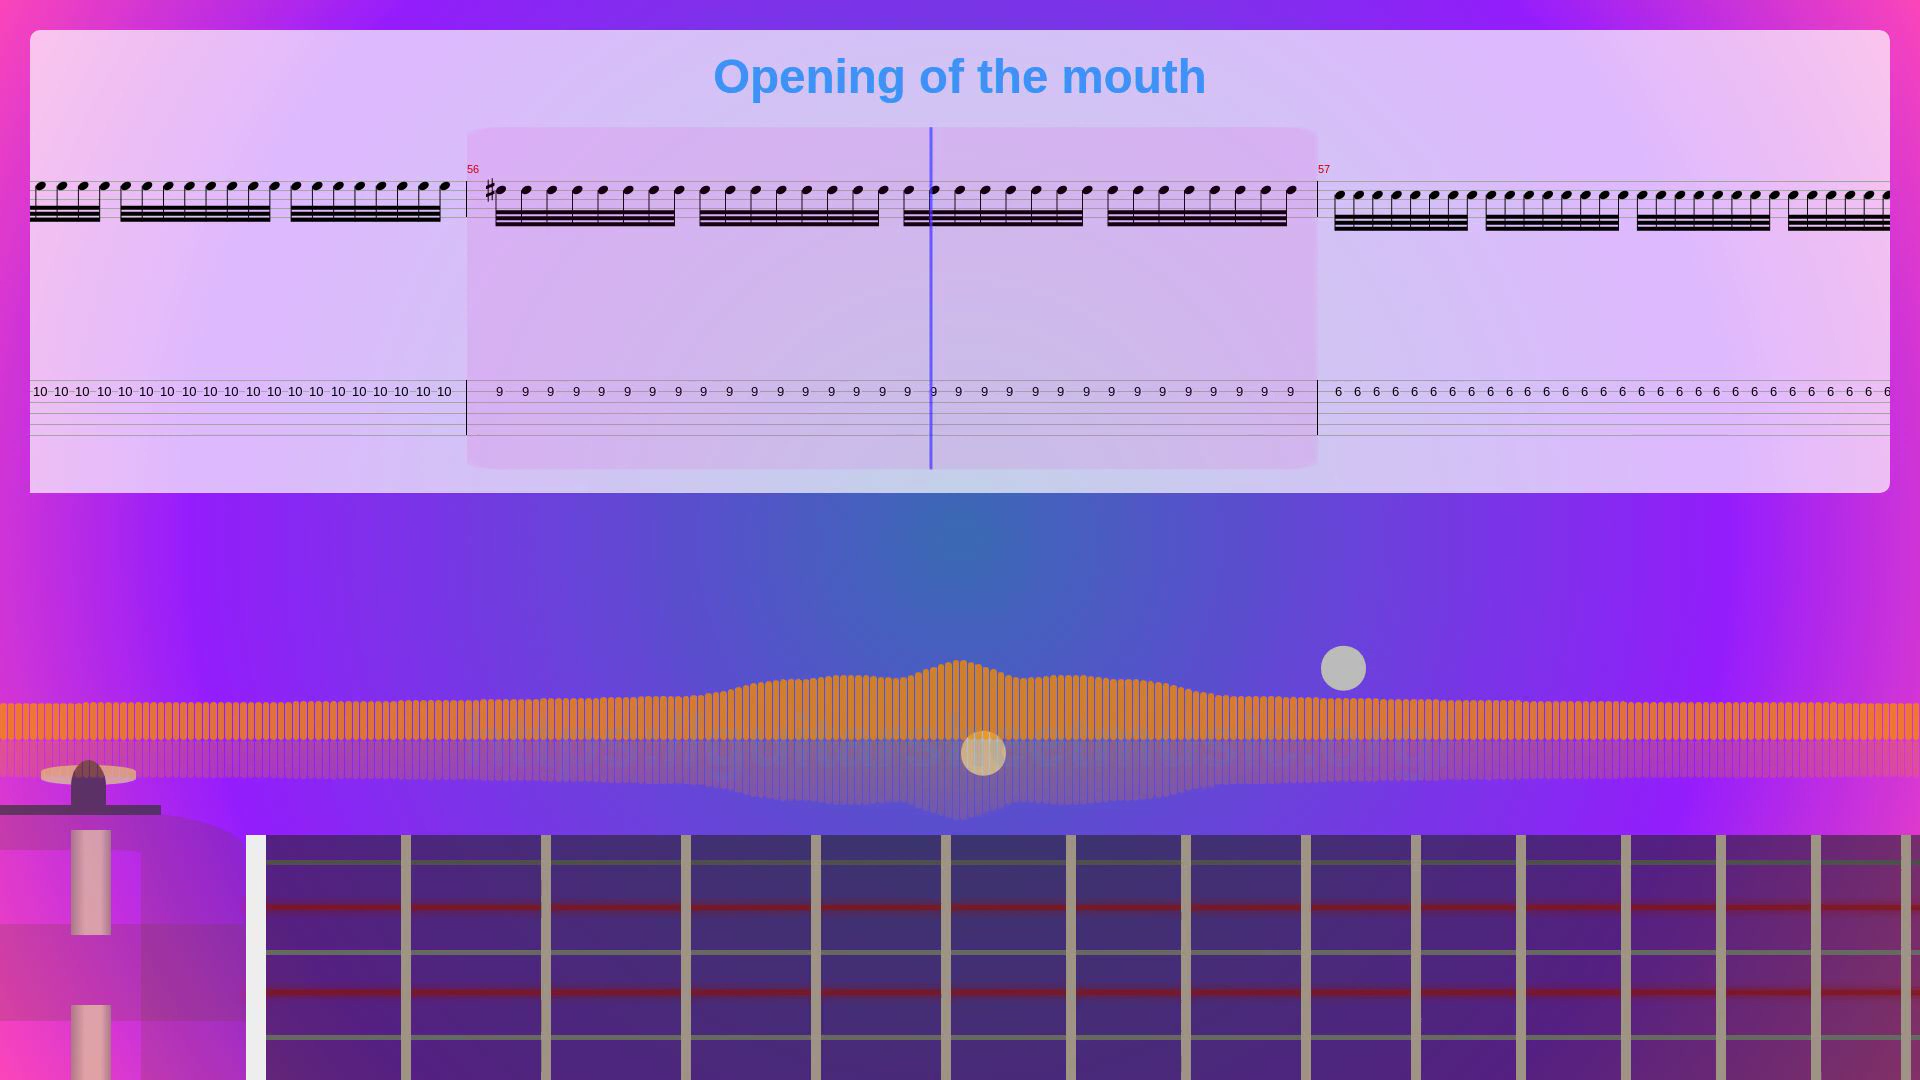 Opening of the mouth
56 57
10 10 10 10 10 10 10 10 10 10 10 10 10 10 10 10 10 10 10 10 9 9 9 9 9 9 9 9 9 9 9 9 9 9 9 9 9 9 9 9 9 9 9 9 9 9 9 9 9 9 9 9 6 6 6 6 6 6 6 6 6 6 6 6 6 6 6 6 6 6 6 6 6 6 6 6 6 6 6 6 6 6